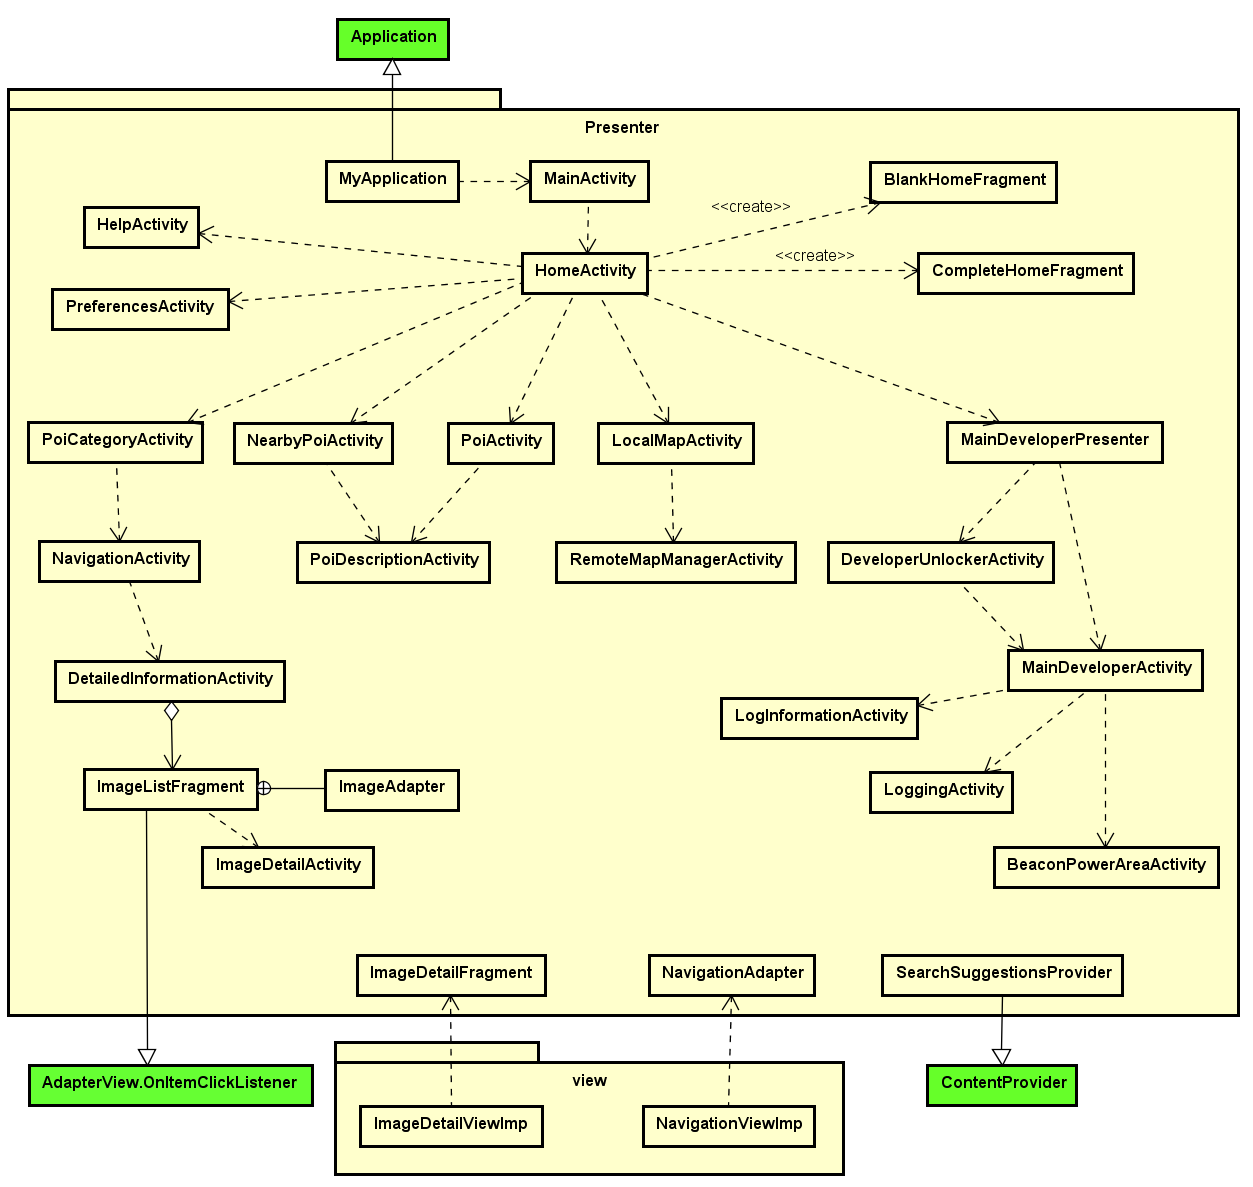 Application
Presenter
MyApplication
MainActivity
BlankHomeFragment
<<create>>
HelpActivity
<<create>>
HomeActivity
CompleteHomeFragment
PreferencesActivity
PoiCategoryActivity
NearbyPoiActivity
PoiActivity
LocalMapActivity
MainDeveloperPresenter
NavigationActivity
PoiDescriptionActivity
RemoteMapManagerActivity
DeveloperUnlockerActivity
DetailedInformationActivity
MainDeveloperActivity
LogInformationActivity
ImageListFragment
ImageAdapter
LoggingActivity
ImageDetailActivity
BeaconPowerAreaActivity
ImageDetailFragment
NavigationAdapter
SearchSuggestionsProvider
AdapterView.OnItemClickListener
view
ContentProvider
ImageDetailViewImp
NavigationViewImp